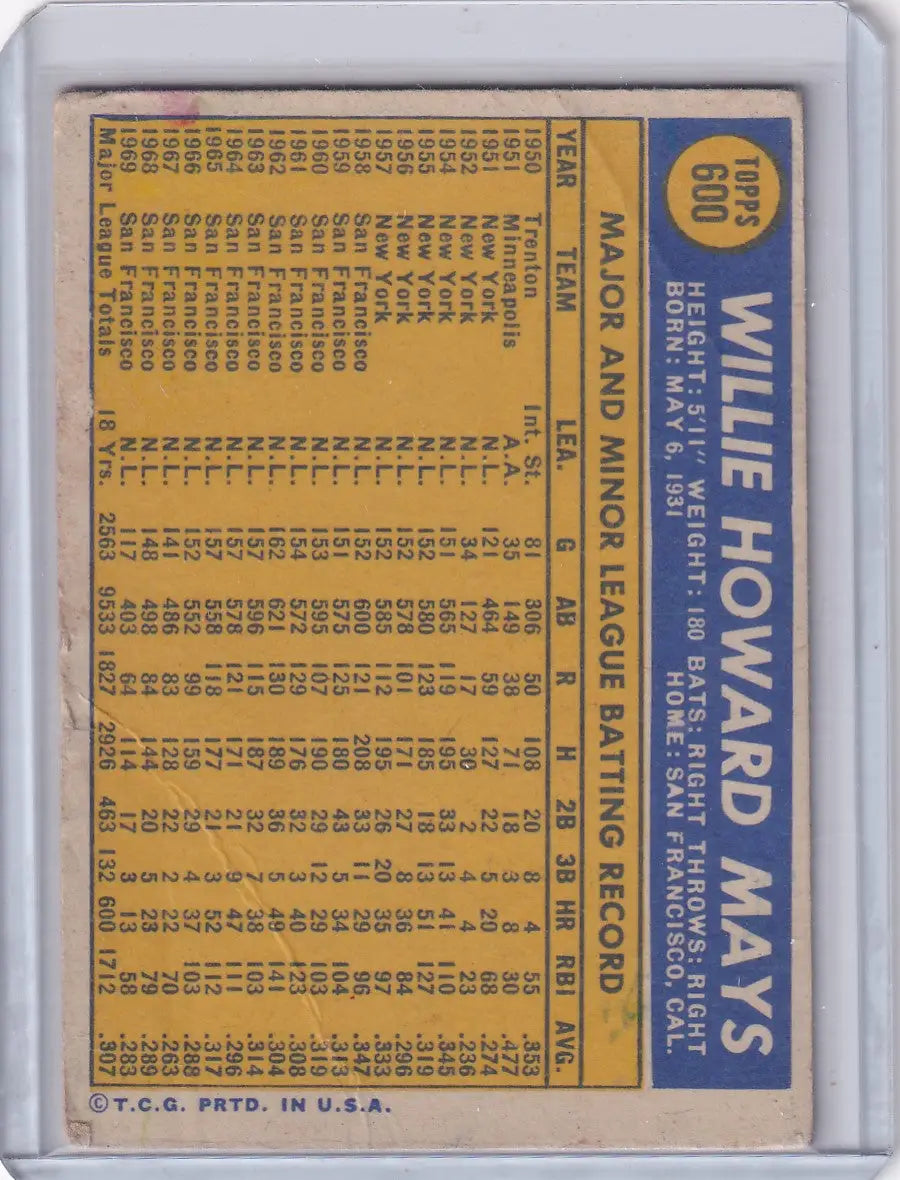 TOPPS
600
WILLIE HOWARD MAYS
HEIGHT: 5'11" WEIGHT: 180 BATS: RIGHT THROWS: RIGHT
BORN: MAY 6, 1931 HOME: SAN FRANCISCO, CAL.
MAJOR AND MINOR LEAGUE BATTING RECORD
YEAR TEAM LEA. G AB R H 2B 3B HR RBI AVG.
1950 Trenton Int. St. 81 306 50 108 20 8 4 55 .353
1951 Minneapolis A.A. 35 149 38 71 18 3 8 30 .477
1951 New York N.L. 121 464 59 127 22 5 20 68 .274
1952 New York N.L. 34 127 17 30 2 4 4 23 .236
1954 New York N.L. 151 565 119 195 33 13 41 110 .345
1955 New York N.L. 152 580 123 185 18 13 51 127 .319
1956 New York N.L. 152 578 101 171 27 8 36 84 .296
1957 New York N.L. 152 585 112 195 26 20 35 97 .333
1958 San Francisco N.L. 152 600 121 208 33 11 29 96 .347
1959 San Francisco N.L. 151 575 125 180 43 5 34 104 .313
1960 San Francisco N.L. 153 595 107 190 29 12 29 103 .319
1961 San Francisco N.L. 154 572 129 176 32 3 40 123 .308
1962 San Francisco N.L. 162 621 130 189 36 5 49 141 .304
1963 San Francisco N.L. 157 596 115 187 32 7 38 103 .314
1964 San Francisco N.L. 157 578 121 171 21 9 47 111 .296
1965 San Francisco N.L. 157 558 118 177 21 3 52 112 .317
1966 San Francisco N.L. 152 552 99 159 29 4 37 103 .288
1967 San Francisco N.L. 141 486 83 128 22 2 22 70 .263
1968 San Francisco N.L. 148 498 84 144 20 5 23 79 .289
1969 San Francisco N.L. 117 403 64 114 17 3 13 58 .283
Major League Totals 18 Yrs. 2563 9533 1827 2926 463 132 600 1712 .307
© T.C.G. PRTD. IN U.S.A.